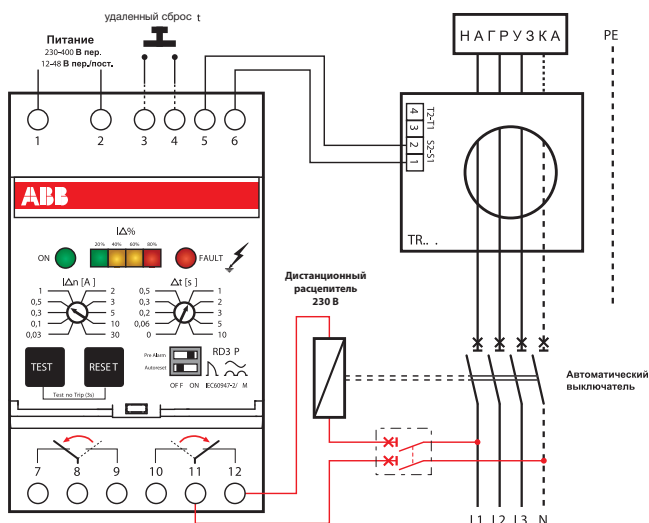 удаленный сброс t
Питание
230-400 В пер.
12-48 В пер./пост.
НАГРУЗКА
PE
1 2 3 4 5 6
4 3 2 1
T2-T1
S2-S1
TR.. .
ABB
IΔ%
20% 40% 60% 80%
ON
FAULT
IΔn [A]
1 2
0,5 3
0,3 5
0,1 10
0,03 30
Δt [s]
0,5 1
0,3 2
0,2 3
0,06 5
0 10
TEST
RESET
Test no Trip (3s)
RD3 P
Pre Alarm
Autoreset
OFF ON
IEC60947-2/ M
Дистанционный
расцепитель
230 В
Автоматический
выключатель
7 8 9 10 11 12
L1 L2 L3 N